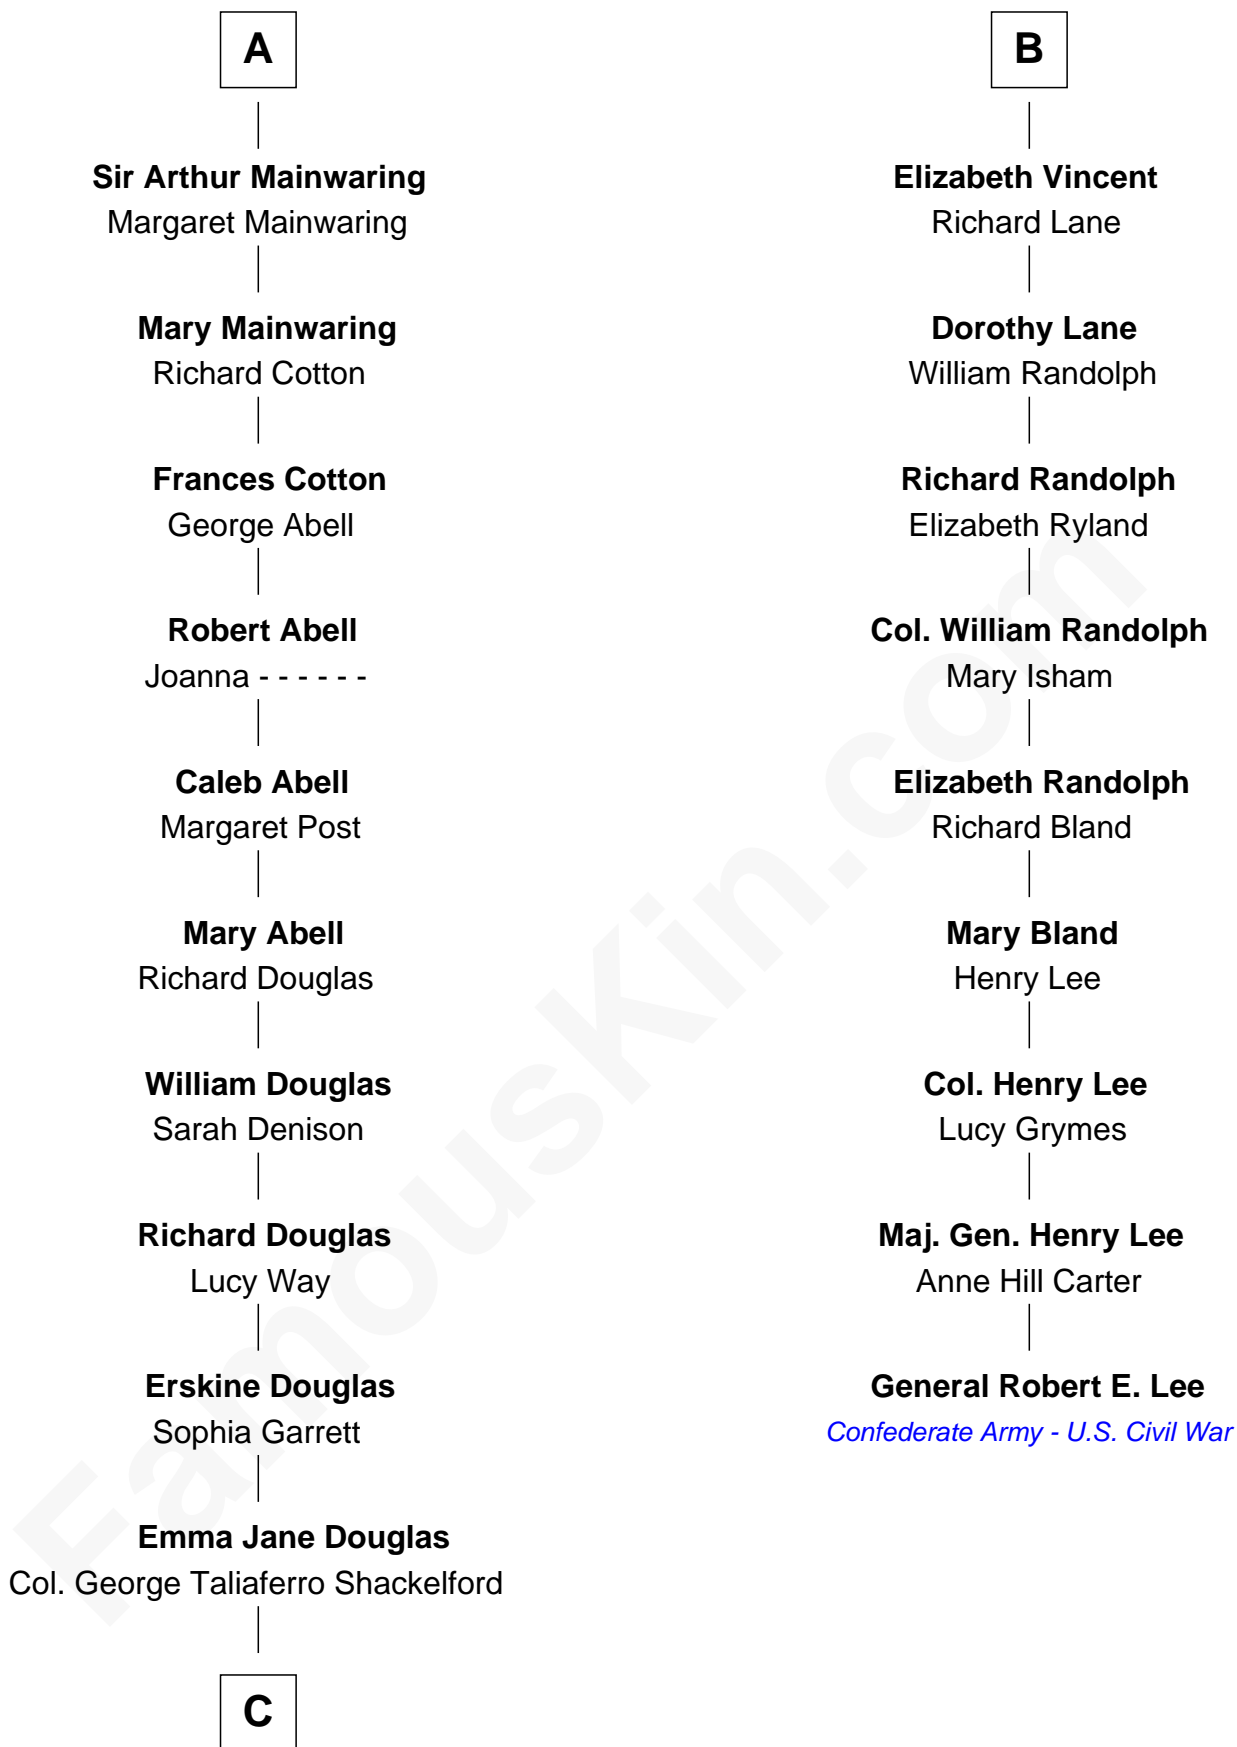 A
Sir Arthur Mainwaring
Margaret Mainwaring
Mary Mainwaring
Richard Cotton
Frances Cotton
George Abell
Robert Abell
Joanna - - - - - -
Caleb Abell
Margaret Post
Mary Abell
Richard Douglas
William Douglas
Sarah Denison
Richard Douglas
Lucy Way
Erskine Douglas
Sophia Garrett
Emma Jane Douglas
Col. George Taliaferro Shackelford
C
B
Elizabeth Vincent
Richard Lane
Dorothy Lane
William Randolph
Richard Randolph
Elizabeth Ryland
Col. William Randolph
Mary Isham
Elizabeth Randolph
Richard Bland
Mary Bland
Henry Lee
Col. Henry Lee
Lucy Grymes
Maj. Gen. Henry Lee
Anne Hill Carter
General Robert E. Lee
Confederate Army - U.S. Civil War
FamousKin.com